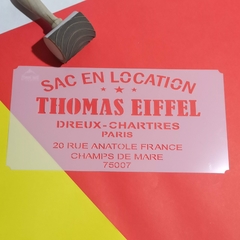 SAC EN LOCATION
THOMAS EIFFEL
DREUX-CHARTRES
PARIS
20 RUE ANATOLE FRANCE
CHAMPS DE MARE
75007